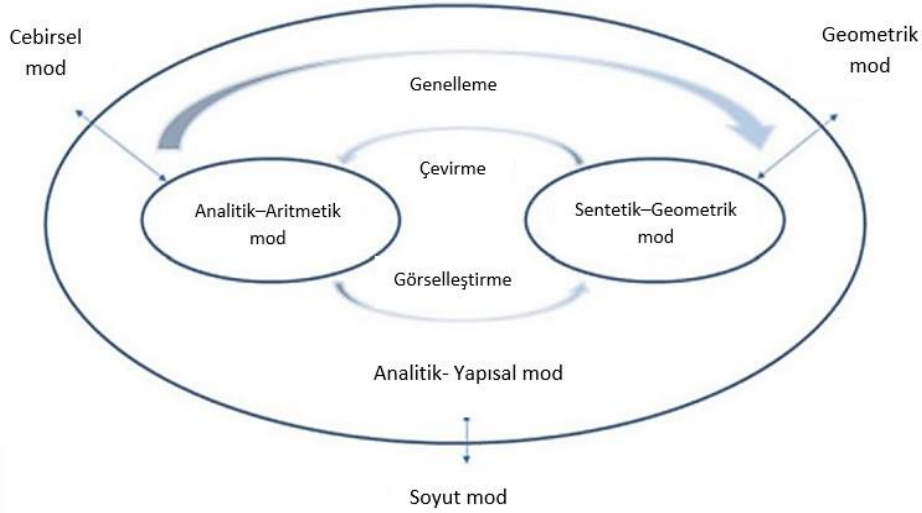 Cebirsel
mod
Geometrik
mod
Genelleme
Çevirme
Analitik–Aritmetik
mod
Sentetik–Geometrik
mod
Görselleştirme
Analitik- Yapısal mod
Soyut mod